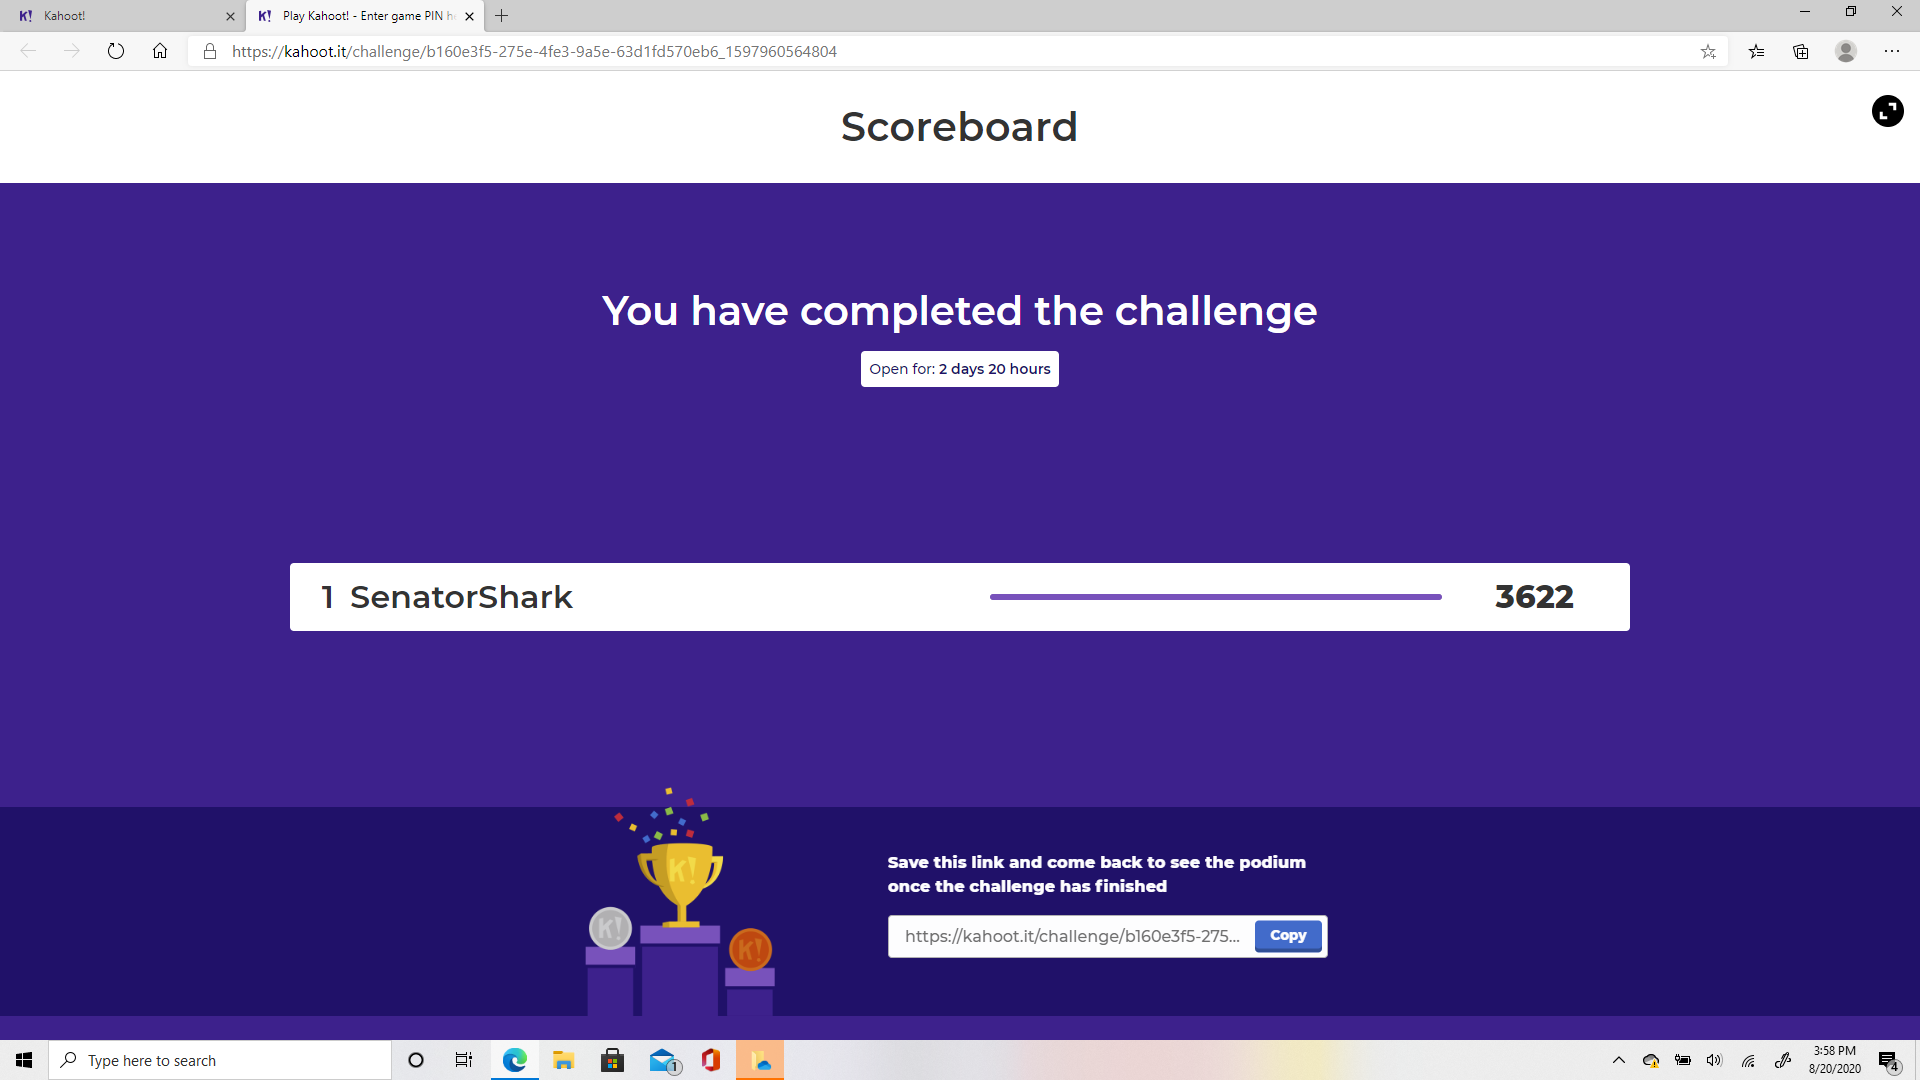 K! Kahoot!
K! Play Kahoot! - Enter game PIN h
https://kahoot.it/challenge/b160e3f5-275e-4fe3-9a5e-63d1fd570eb6_1597960564804
Scoreboard
You have completed the challenge
Open for: 2 days 20 hours
1 SenatorShark 3622
K!
K!
K!
Save this link and come back to see the podium
once the challenge has finished
https://kahoot.it/challenge/b160e3f5-275... Copy
Type here to search
1
3:58 PM
8/20/2020
4